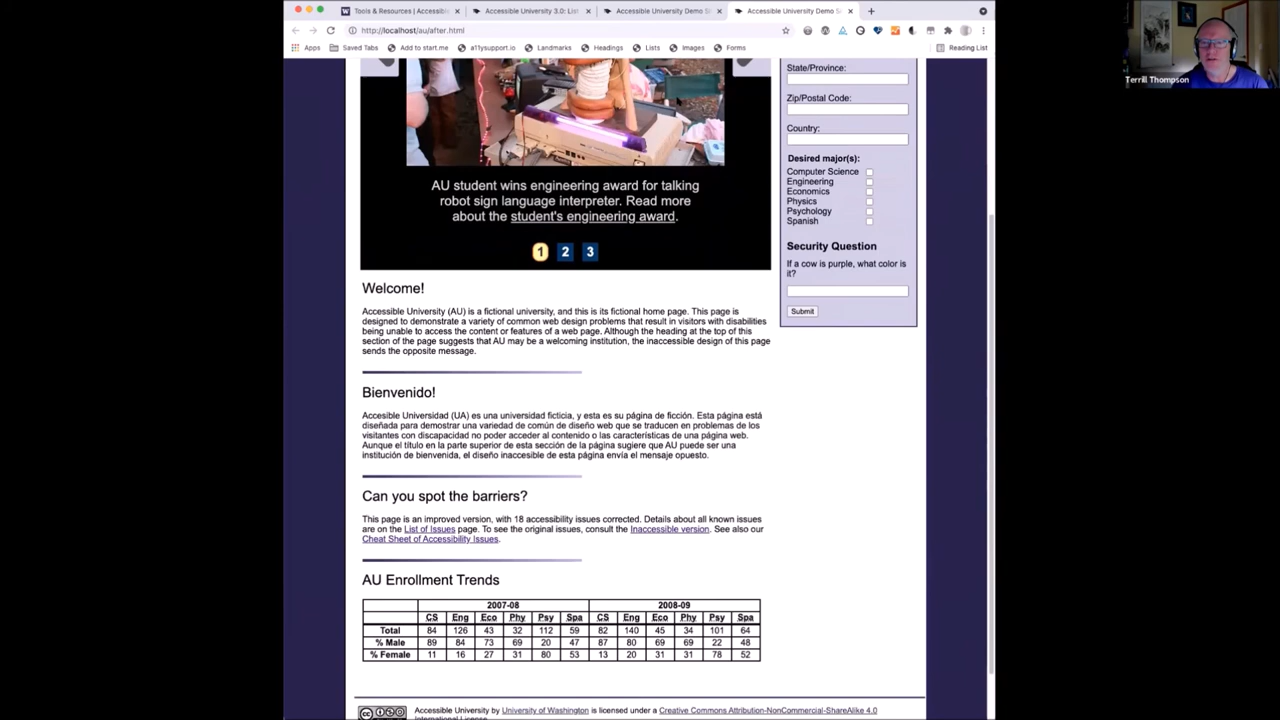 Tools & Resources | Accessible
Accessible University 3.0: List
Accessible University Demo S
Accessible University Demo S
http://localhost/au/after.html
Apps
Saved Tabs
Add to start.me
a11ysupport.io
Landmarks
Headings
Lists
Images
Forms
Reading List
Terrill Thompson
AU student wins engineering award for talking
robot sign language interpreter. Read more
about the student's engineering award.
1 2 3
Welcome!
Accessible University (AU) is a fictional university, and this is its fictional home page. This page is
designed to demonstrate a variety of common web design problems that result in visitors with disabilities
being unable to access the content or features of a web page. Although the heading at the top of this
section of the page suggests that AU may be a welcoming institution, the inaccessible design of this page
sends the opposite message.
Bienvenido!
Accesible Universidad (UA) es una universidad ficticia, y esta es su página de ficción. Esta página está
diseñada para demostrar una variedad de común de diseño web que se traducen en problemas de los
visitantes con discapacidad no poder acceder al contenido o las características de una página web.
Aunque el título en la parte superior de esta sección de la página sugiere que AU puede ser una
institución de bienvenida, el diseño inaccesible de esta página envía el mensaje opuesto.
Can you spot the barriers?
This page is an improved version, with 18 accessibility issues corrected. Details about all known issues
are on the List of Issues page. To see the original issues, consult the Inaccessible version. See also our
Cheat Sheet of Accessibility Issues.
AU Enrollment Trends
2007-08 2008-09
CS Eng Eco Phy Psy Spa CS Eng Eco Phy Psy Spa
Total 84 126 43 32 112 59 82 140 45 34 101 64
% Male 89 84 73 69 20 47 87 80 69 69 22 48
% Female 11 16 27 31 80 53 13 20 31 31 78 52
State/Province:
Zip/Postal Code:
Country:
Desired major(s):
Computer Science
Engineering
Economics
Physics
Psychology
Spanish
Security Question
If a cow is purple, what color is
it?
Submit
Accessible University by University of Washington is licensed under a Creative Commons Attribution-NonCommercial-ShareAlike 4.0
International License